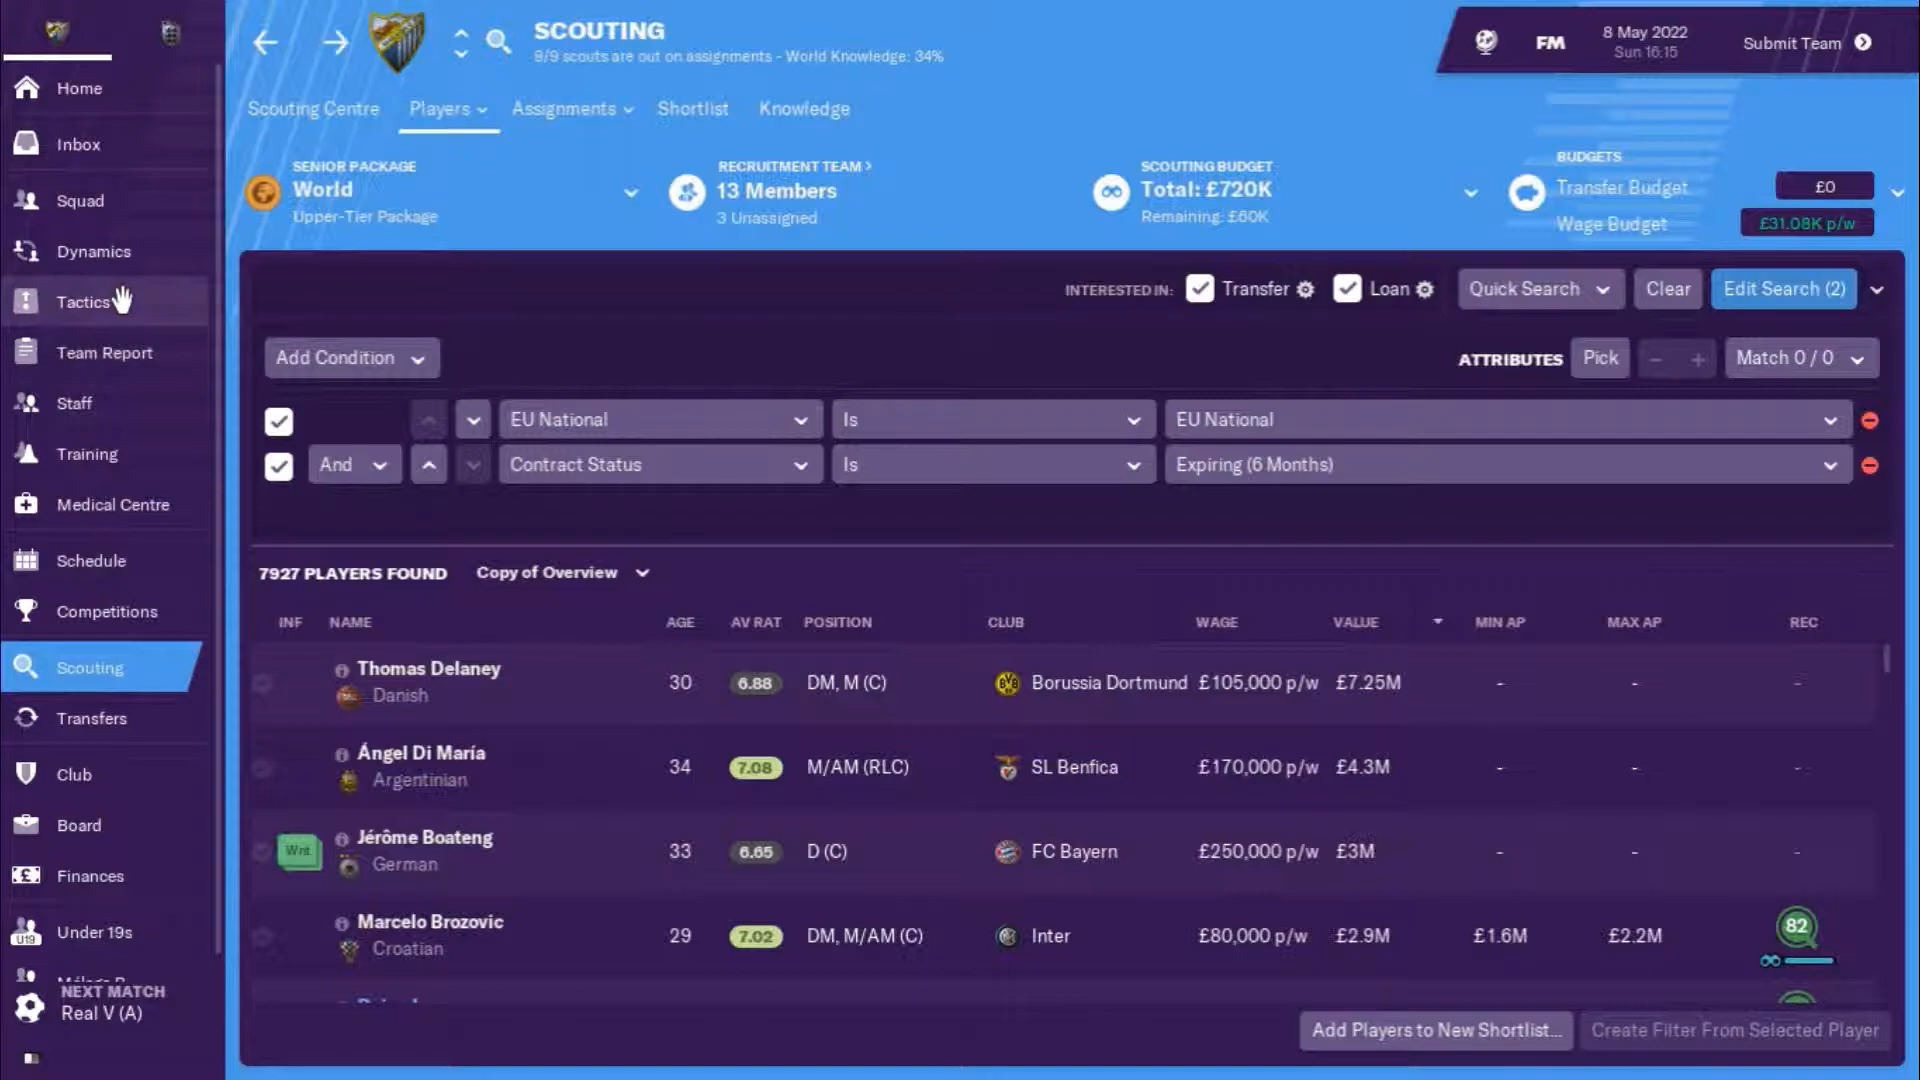 SCOUTING
9/9 scouts are out on assignments - World Knowledge: 34%
FM
8 May 2022
Sun 16:15
Submit Team
Home
Inbox
Squad
Dynamics
Tactics
Team Report
Staff
Training
Medical Centre
Schedule
Competitions
Scouting
Transfers
Club
Board
Finances
U19
Under 19s
NEXT MATCH
Real V (A)
Scouting Centre
Players
Assignments
Shortlist
Knowledge
SENIOR PACKAGE
World
Upper-Tier Package
RECRUITMENT TEAM >
13 Members
3 Unassigned
SCOUTING BUDGET
Total: £720K
Remaining: £60K
BUDGETS
Transfer Budget £0
Wage Budget £31.08K p/w
INTERESTED IN: Transfer Loan Quick Search Clear Edit Search (2)
Add Condition ATTRIBUTES Pick - + Match 0 / 0
EU National Is EU National
And Contract Status Is Expiring (6 Months)
7927 PLAYERS FOUND Copy of Overview
INF NAME AGE AV RAT POSITION CLUB WAGE VALUE MIN AP MAX AP REC
Thomas Delaney 30 6.88 DM, M (C) Borussia Dortmund £105,000 p/w £7.25M - - -
Danish
Ángel Di María 34 7.08 M/AM (RLC) SL Benfica £170,000 p/w £4.3M - - -
Argentinian
Wnt Jérôme Boateng 33 6.65 D (C) FC Bayern £250,000 p/w £3M - - -
German
Marcelo Brozovic 29 7.02 DM, M/AM (C) Inter £80,000 p/w £2.9M £1.6M £2.2M 82
Croatian
Add Players to New Shortlist... Create Filter From Selected Player